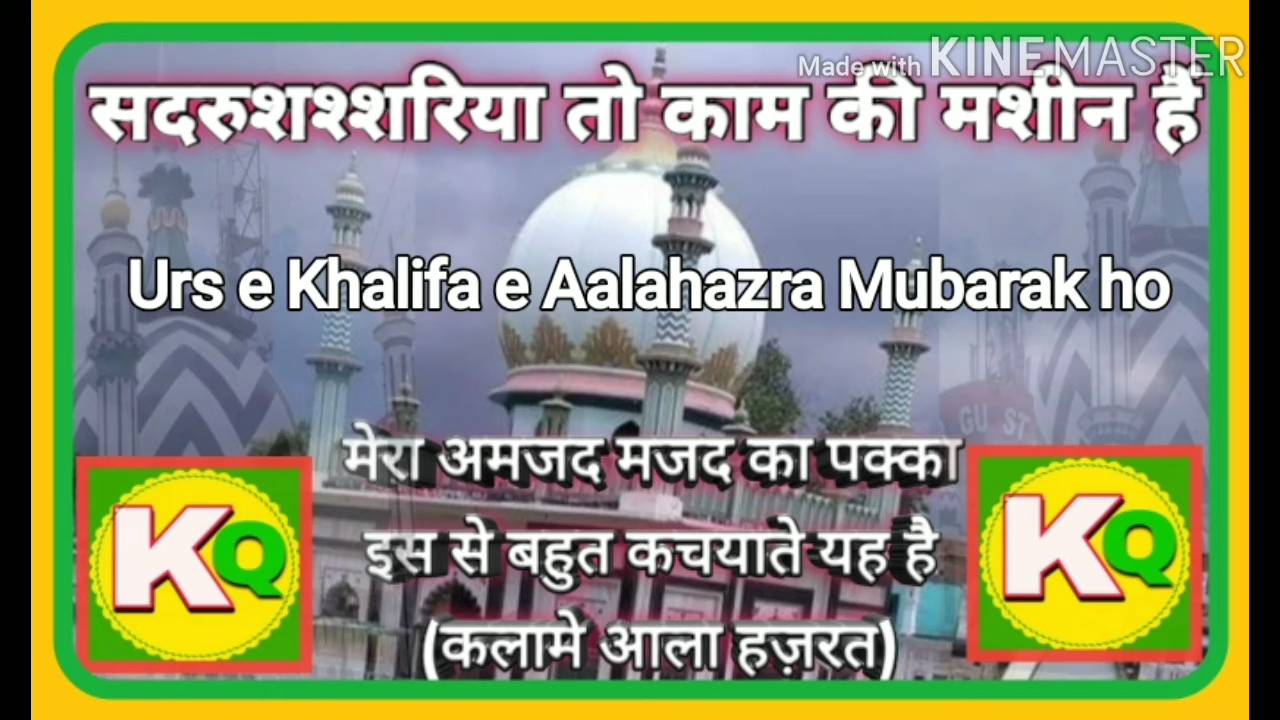 Made with KINEMASTER
सदरुशश्शरिया तो काम की मशीन है
Urs e Khalifa e Aalahazra Mubarak ho
मेरा अमजद मजद का पक्का
इस से बहुत कचयाते यह है
(कलामे आला हज़रत)
KQ
KQ